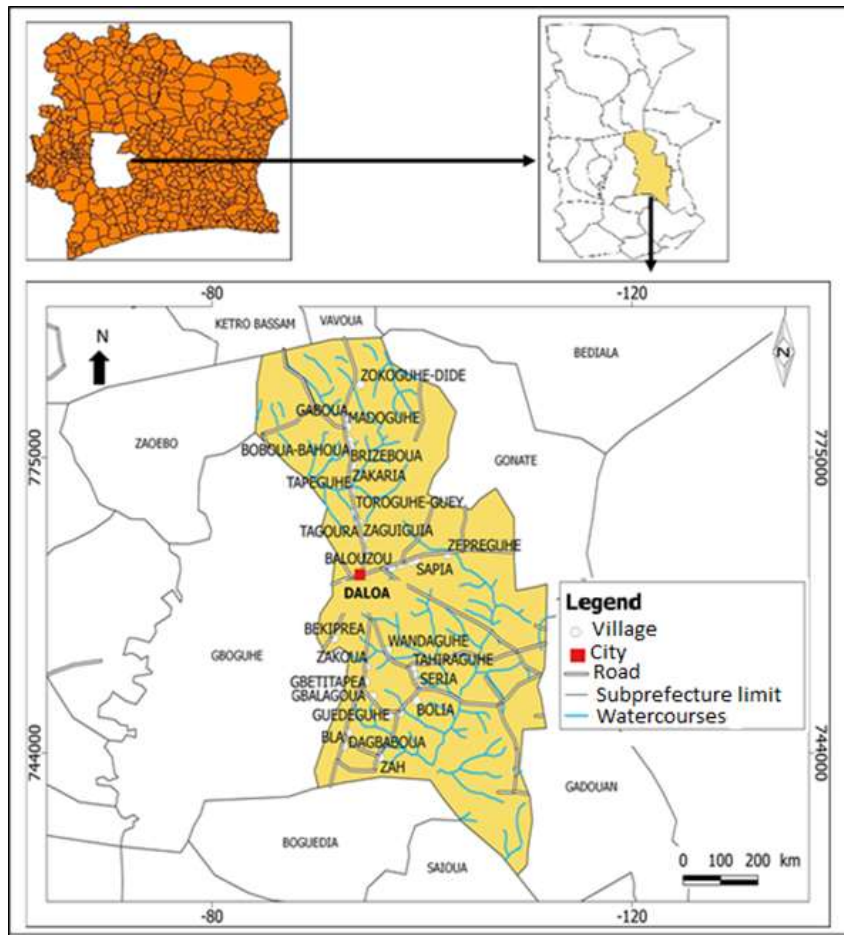 -80 -120
KETRO BASSAM
VAVOUA
N
BEDIALA
Z
ZOKOGUHE-DIDE
GABOUA
MADOGUHE
ZAOEBO
775000
BOBOUA-BAHOUA
BRIZEBOUA
GONATE
775000
ZAKARIA
TAPEGUHE
TOROGUHE-GUEY
TAGOURA
ZAGUIGUIA
ZEPREGUHE
BALOUZOU
SAPIA
DALOA
Legend
Village
City
Road
Subprefecture limit
Watercourses
BEKIPREA
WANDAGUHE
GBOGUHE
ZAKOUA
TAHIRAGUHE
SERIA
GBETITAPEA
GBALAGOUA
GUEDEGUHE
BOLIA
BLA
DAGBABOUA
744000
744000
ZAH
GADOUAN
BOGUEDIA
SAIOUA
0 100 200 km
-80 -120